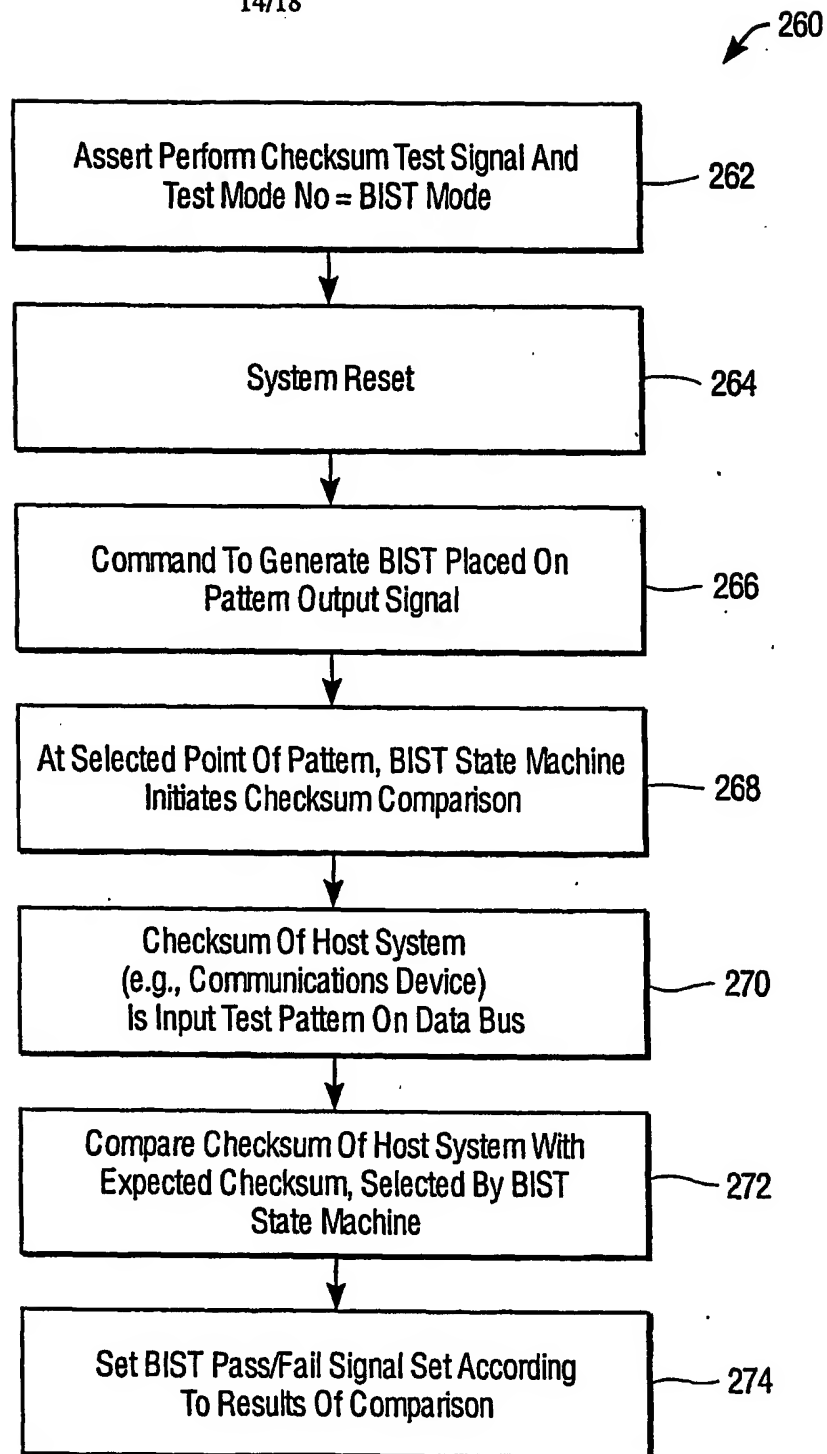 14/18
260
Assert Perform Checksum Test Signal And
Test Mode No = BIST Mode
262
System Reset
264
Command To Generate BIST Placed On
Pattern Output Signal
266
At Selected Point Of Pattern, BIST State Machine
Initiates Checksum Comparison
268
Checksum Of Host System
(e.g., Communications Device)
Is Input Test Pattern On Data Bus
270
Compare Checksum Of Host System With
Expected Checksum, Selected By BIST
State Machine
272
Set BIST Pass/Fail Signal Set According
To Results Of Comparison
274